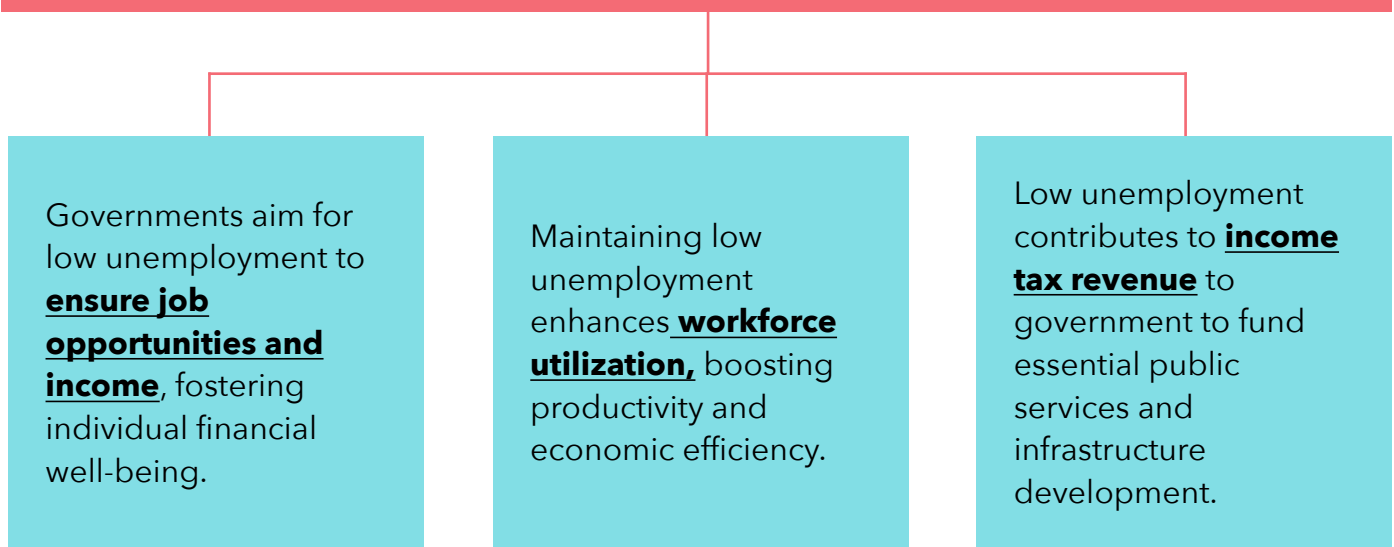 Governments aim for
low unemployment to
ensure job
opportunities and
income, fostering
individual financial
well-being.
Maintaining low
unemployment
enhances workforce
utilization, boosting
productivity and
economic efficiency.
Low unemployment
contributes to income
tax revenue to
government to fund
essential public
services and
infrastructure
development.